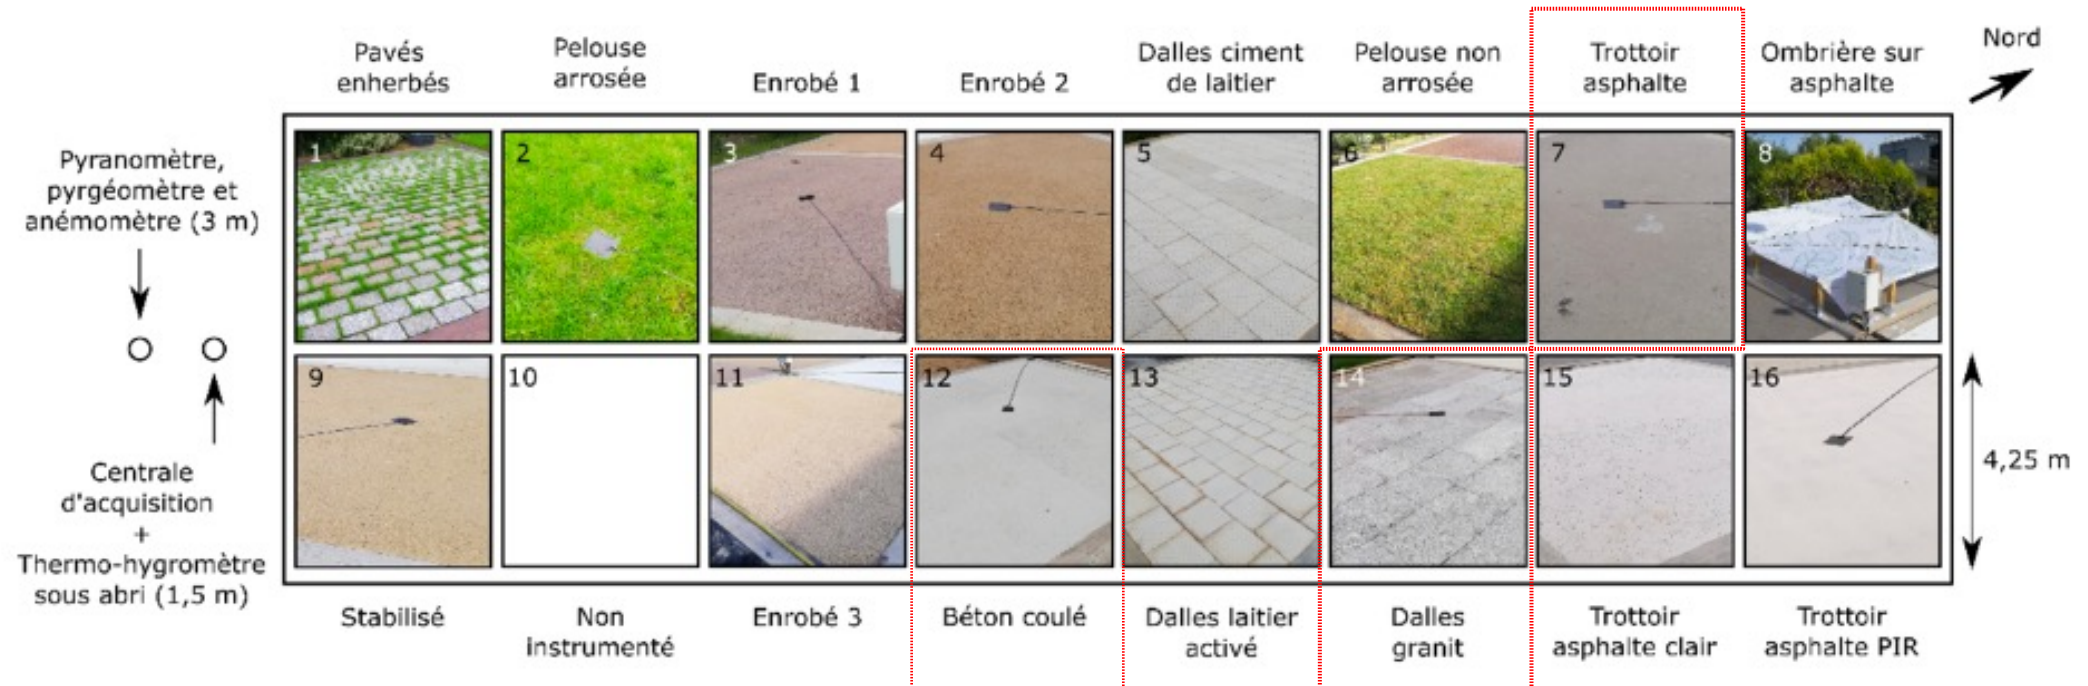 Pavés
enherbés
Pelouse
arrosée
Enrobé 1
Enrobé 2
Dalles ciment
de laitier
Pelouse non
arrosée
Trottoir
asphalte
Ombrière sur
asphalte
Nord
Pyranomètre,
pyrgéomètre et
anémomètre (3 m)
1
2
3
4
5
6
7
8
9
10
11
12
13
14
15
16
4,25 m
Centrale
d'acquisition
+
Thermo-hygromètre
sous abri (1,5 m)
Stabilisé
Non
instrumenté
Enrobé 3
Béton coulé
Dalles laitier
activé
Dalles
granit
Trottoir
asphalte clair
Trottoir
asphalte PIR